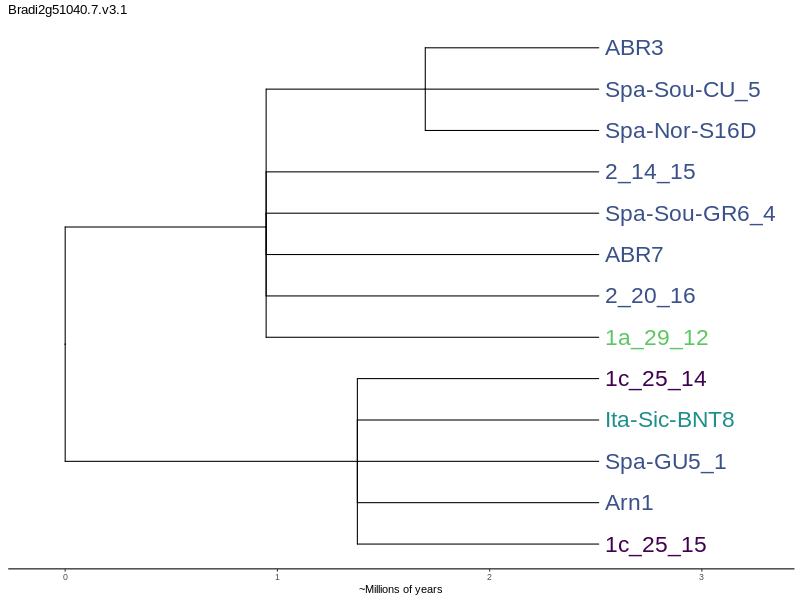 Bradi2g51040.7.v3.1
ABR3
Spa-Sou-CU_5
Spa-Nor-S16D
2_14_15
Spa-Sou-GR6_4
ABR7
2_20_16
1a_29_12
1c_25_14
Ita-Sic-BNT8
Spa-GU5_1
Arn1
1c_25_15
0 1 2 3
~Millions of years